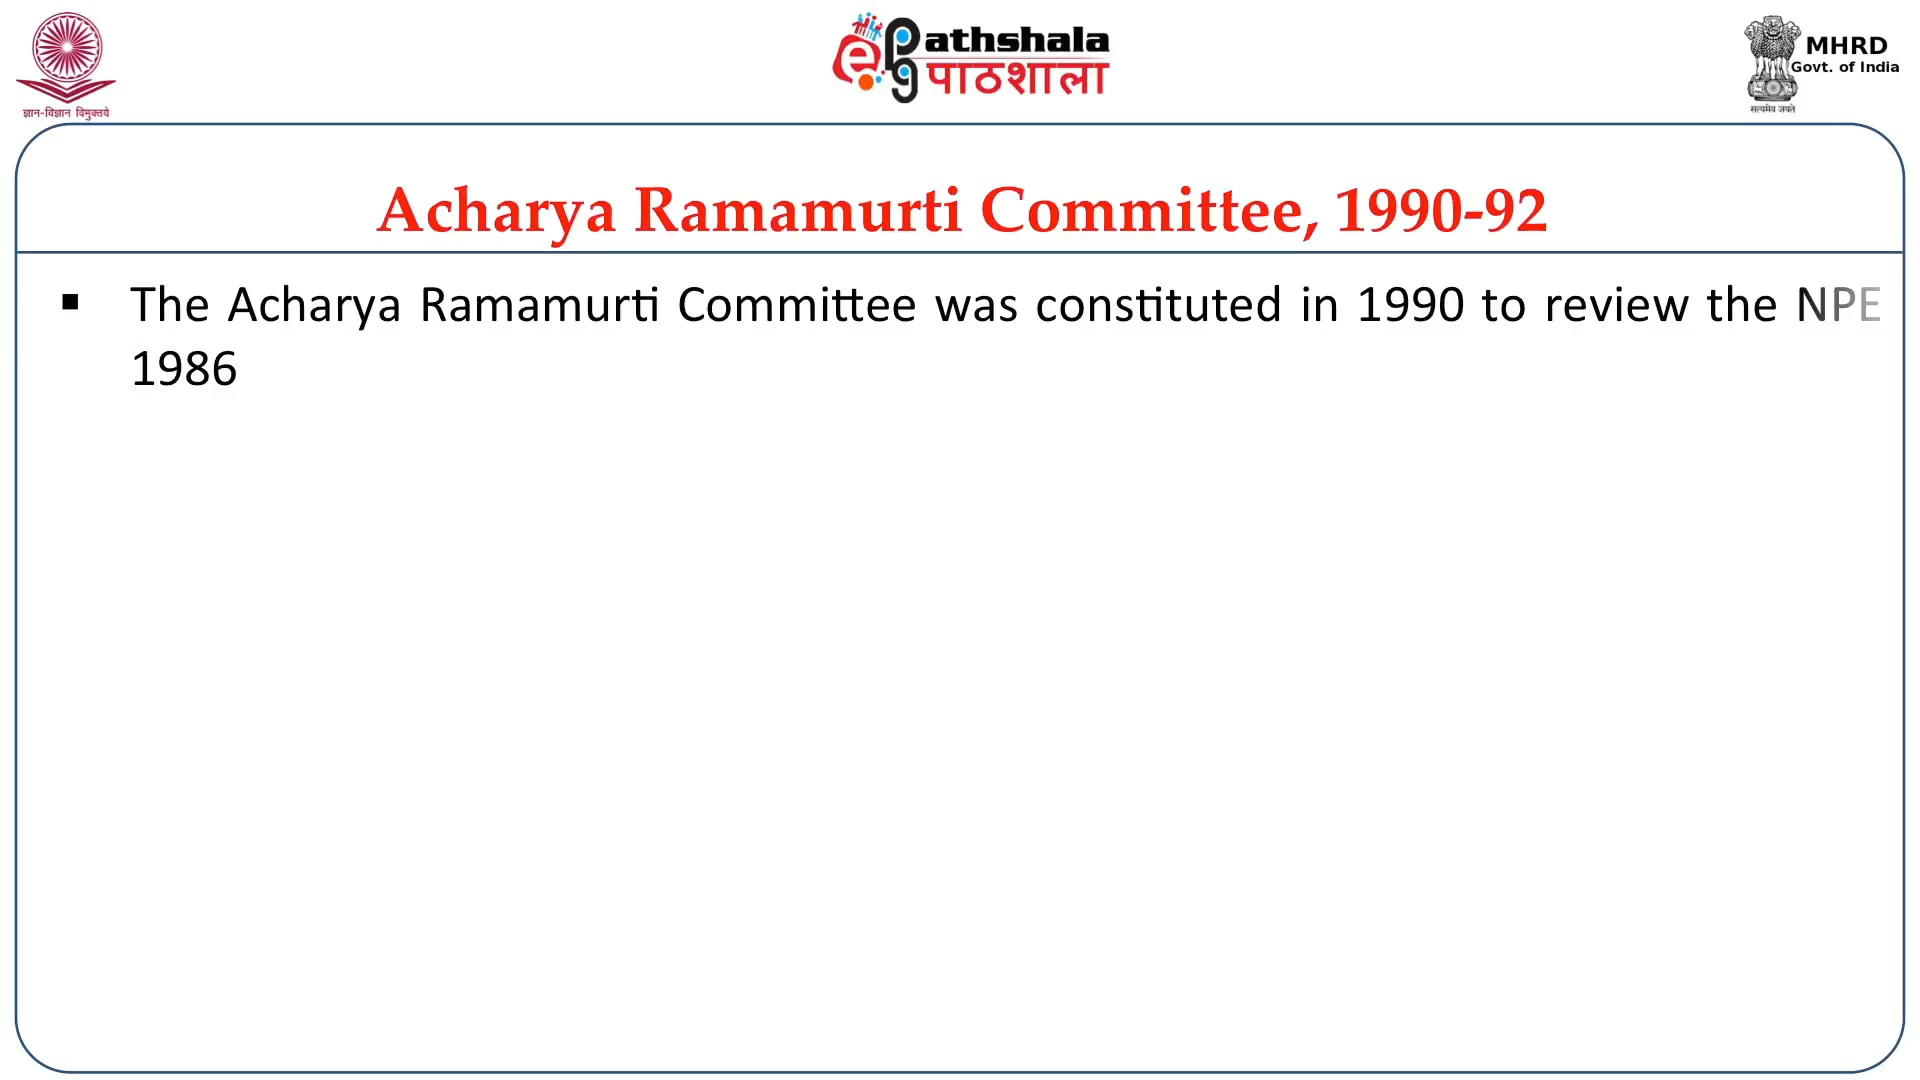 ज्ञान-विज्ञान विमुक्तये
e Pathshala
पाठशाला
MHRD
Govt. of India
सत्यमेव जयते
Acharya Ramamurti Committee, 1990-92
▪ The Acharya Ramamurti Committee was constituted in 1990 to review the NPE
1986